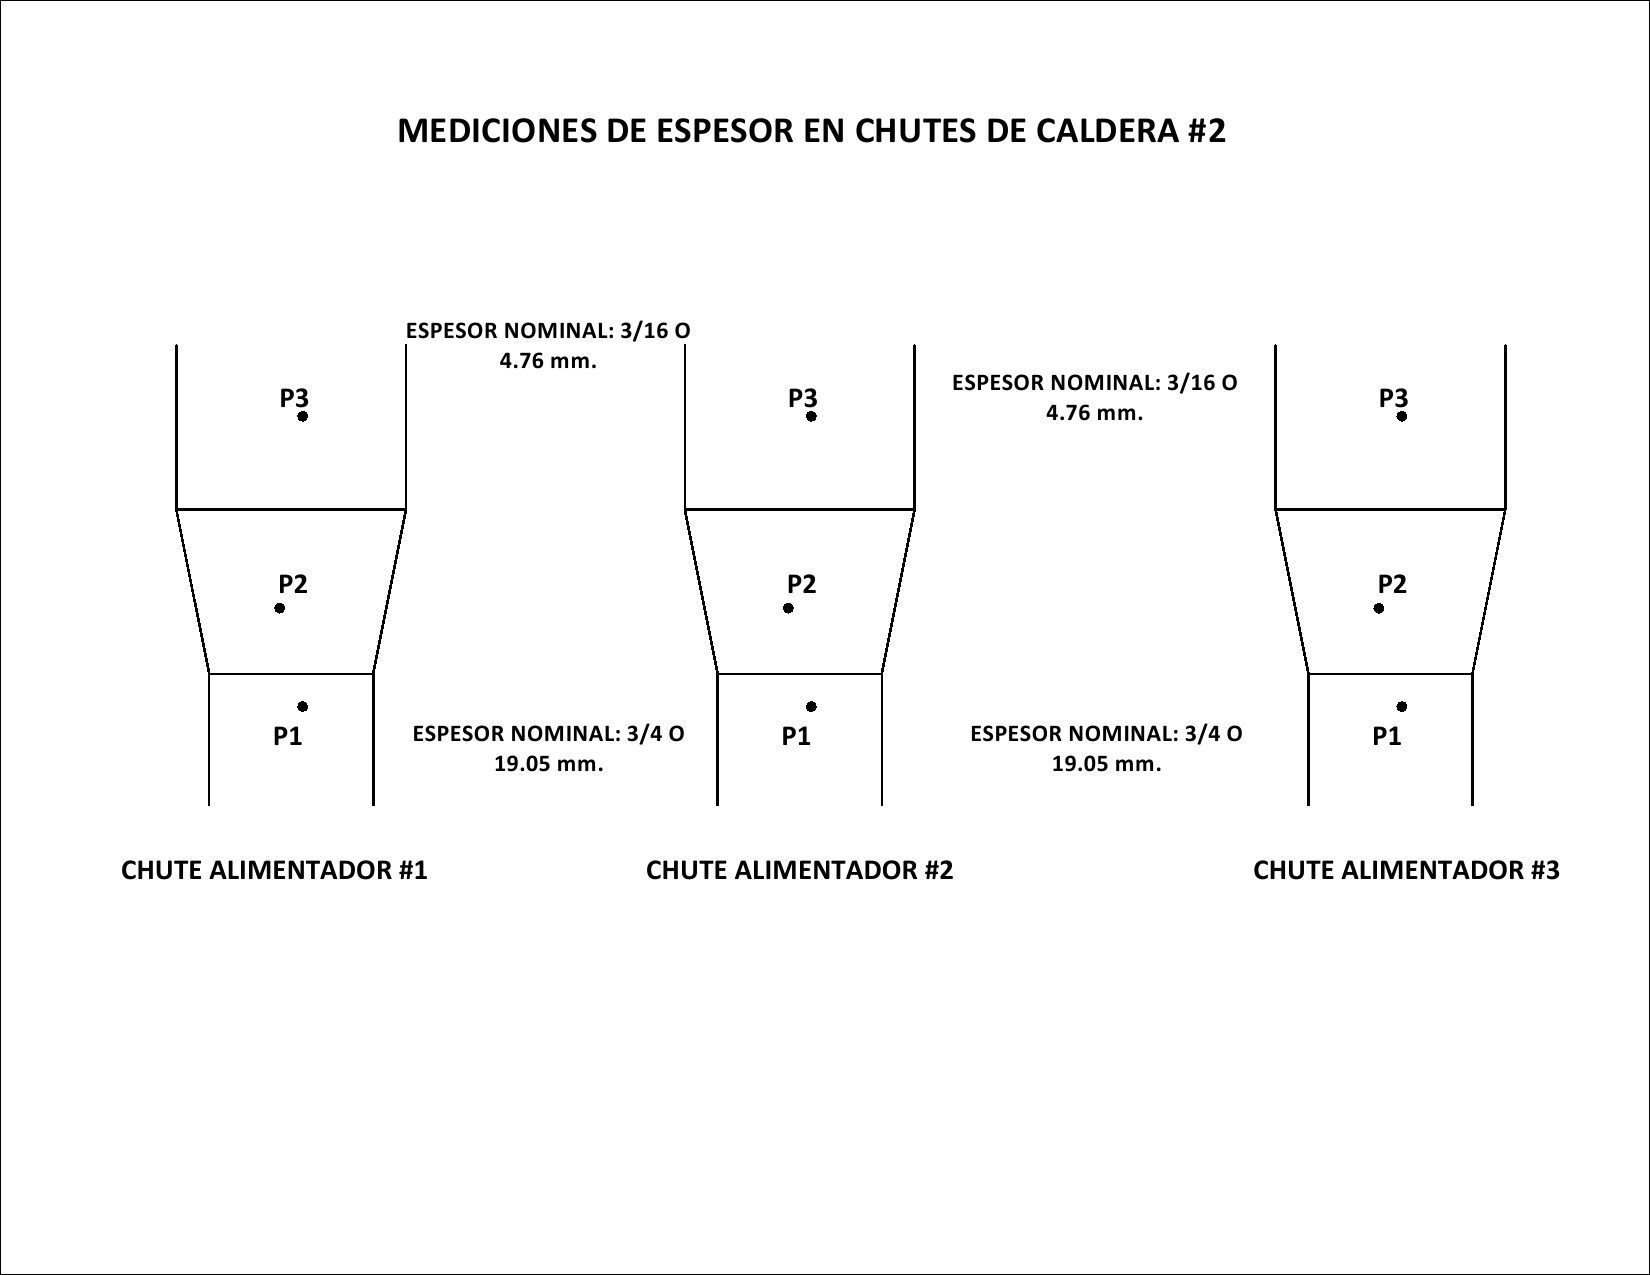 MEDICIONES DE ESPESOR EN CHUTES DE CALDERA #2
ESPESOR NOMINAL: 3/16 O
4.76 mm.
ESPESOR NOMINAL: 3/16 O
4.76 mm.
P3
P3
P3
P2
P2
P2
P1
ESPESOR NOMINAL: 3/4 O
19.05 mm.
P1
ESPESOR NOMINAL: 3/4 O
19.05 mm.
P1
CHUTE ALIMENTADOR #1
CHUTE ALIMENTADOR #2
CHUTE ALIMENTADOR #3